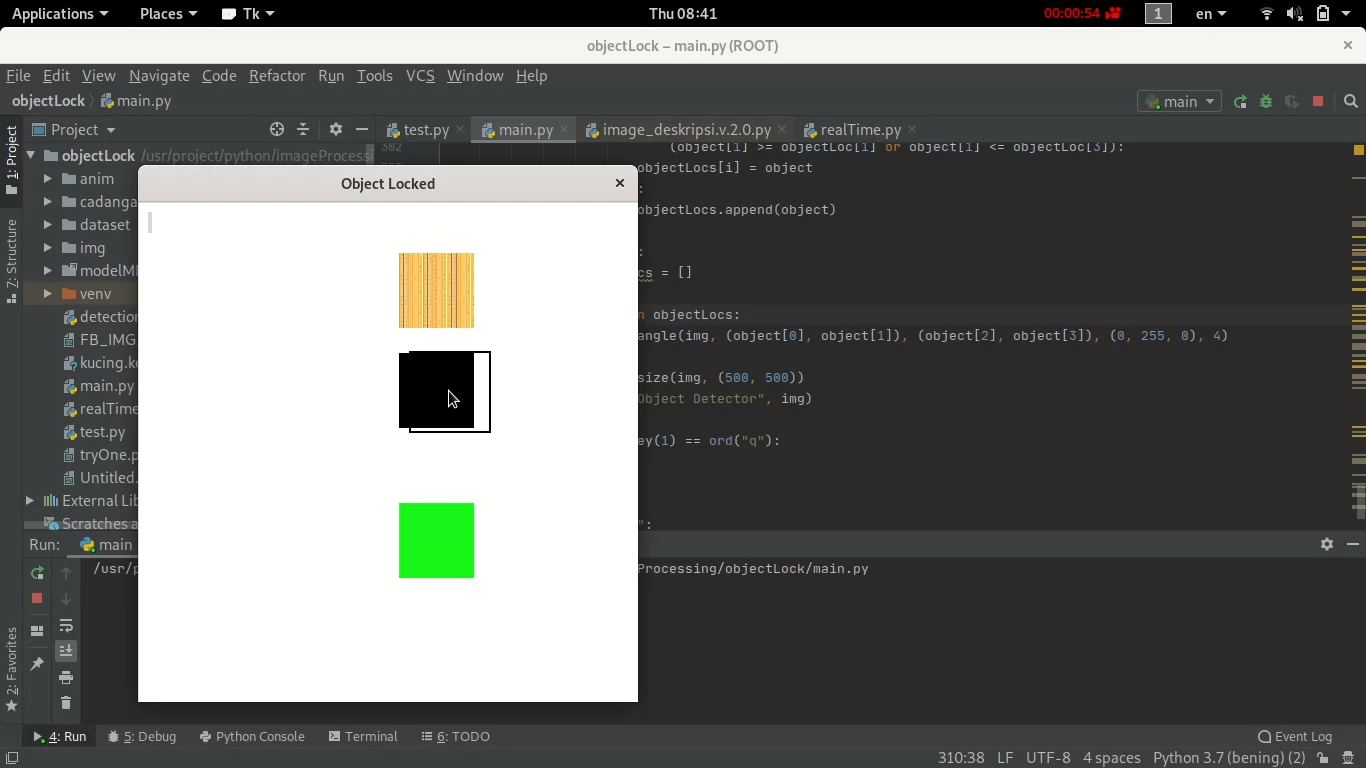 Applications Places Tk Thu 08:41 00:00:54 1 en
objectLock – main.py (ROOT)
File Edit View Navigate Code Refactor Run Tools VCS Window Help
objectLock main.py main
1: Project
Project
test.py main.py image_deskripsi.v.2.0.py realTime.py
302 (object[1] >= objectLoc[1] or object[1] <= objectLoc[3]):
objectLock /usr/project/python/imageProcessi
objectLocs[i] = object
anim
:
cadanga
objectLocs.append(object)
dataset
img
:
modelMl
cs = []
venv
detection
n objectLocs:
FB_IMG_
angle(img, (object[0], object[1]), (object[2], object[3]), (0, 255, 0), 4)
kucing.k
main.py
size(img, (500, 500))
realTime
Object Detector", img)
test.py
ey(1) == ord("q"):
tryOne.p
Untitled.
External Lib
Scratches a
":
Object Locked
7: Structure
2: Favorites
Run: main
/usr/p
Processing/objectLock/main.py
4: Run 5: Debug Python Console Terminal 6: TODO Event Log
310:38 LF UTF-8 4 spaces Python 3.7 (bening) (2)